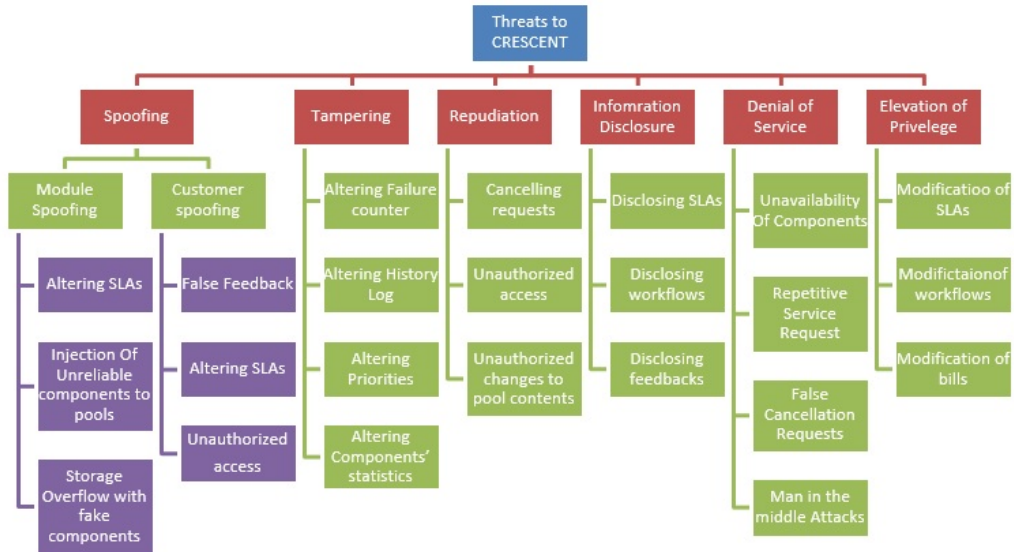 Threats to
CRESCENT
Spoofing
Tampering
Repudiation
Infomration
Disclosure
Denial of
Service
Elevation of
Privelege
Module
Spoofing
Customer
spoofing
Altering SLAs
Injection Of
Unreliable
components to
pools
Storage
Overflow with
fake
components
False Feedback
Altering SLAs
Unauthorized
access
Altering Failure
counter
Altering History
Log
Altering
Priorities
Altering
Components’
statistics
Cancelling
requests
Unauthorized
access
Unauthorized
changes to
pool contents
Disclosing SLAs
Disclosing
workflows
Disclosing
feedbacks
Unavailability
Of Components
Repetitive
Service
Request
False
Cancellation
Requests
Man in the
middle Attacks
Modificatioo of
SLAs
Modifictaionof
workflows
Modification of
bills